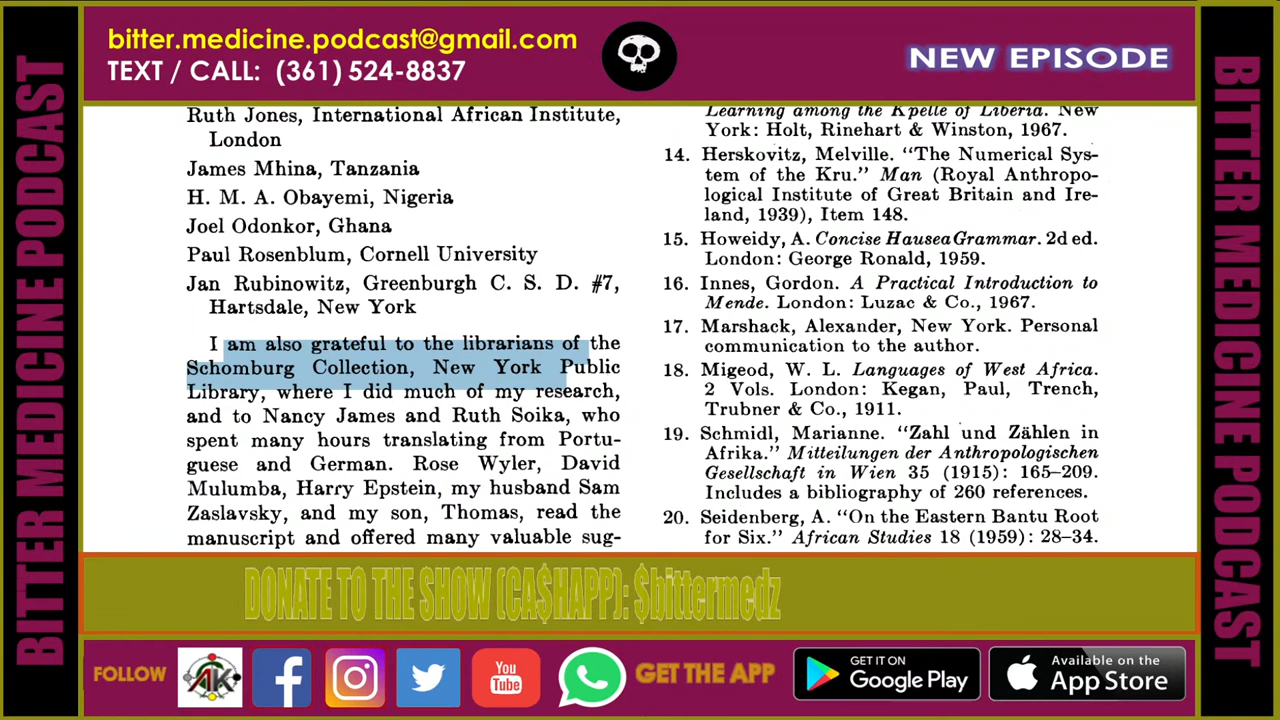 bitter.medicine.podcast@gmail.com
TEXT / CALL: (361) 524-8837
NEW EPISODE
BITTER MEDICINE PODCAST
Ruth Jones, International African Institute,
London
James Mhina, Tanzania
H. M. A. Obayemi, Nigeria
Joel Odonkor, Ghana
Paul Rosenblum, Cornell University
Jan Rubinowitz, Greenburgh C. S. D. #7,
Hartsdale, New York
I am also grateful to the librarians of the
Schomburg Collection, New York Public
Library, where I did much of my research,
and to Nancy James and Ruth Soika, who
spent many hours translating from Portu-
guese and German. Rose Wyler, David
Mulumba, Harry Epstein, my husband Sam
Zaslavsky, and my son, Thomas, read the
manuscript and offered many valuable sug-
Learning among the Kpelle of Liberia. New
York: Holt, Rinehart & Winston, 1967.
14. Herskovitz, Melville. "The Numerical Sys-
tem of the Kru." Man (Royal Anthropo-
logical Institute of Great Britain and Ire-
land, 1939), Item 148.
15. Howeidy, A. Concise Hausea Grammar. 2d ed.
London: George Ronald, 1959.
16. Innes, Gordon. A Practical Introduction to
Mende. London: Luzac & Co., 1967.
17. Marshack, Alexander, New York. Personal
communication to the author.
18. Migeod, W. L. Languages of West Africa.
2 Vols. London: Kegan, Paul, Trench,
Trubner & Co., 1911.
19. Schmidl, Marianne. "Zahl und Zählen in
Afrika." Mitteilungen der Anthropologischen
Gesellschaft in Wien 35 (1915): 165–209.
Includes a bibliography of 260 references.
20. Seidenberg, A. "On the Eastern Bantu Root
for Six." African Studies 18 (1959): 28–34.
BITTER MEDICINE PODCAST
DONATE TO THE SHOW (CA$HAPP): $bittermedz
FOLLOW
You
Tube
GET THE APP
GET IT ON
Google Play
Available on the
App Store